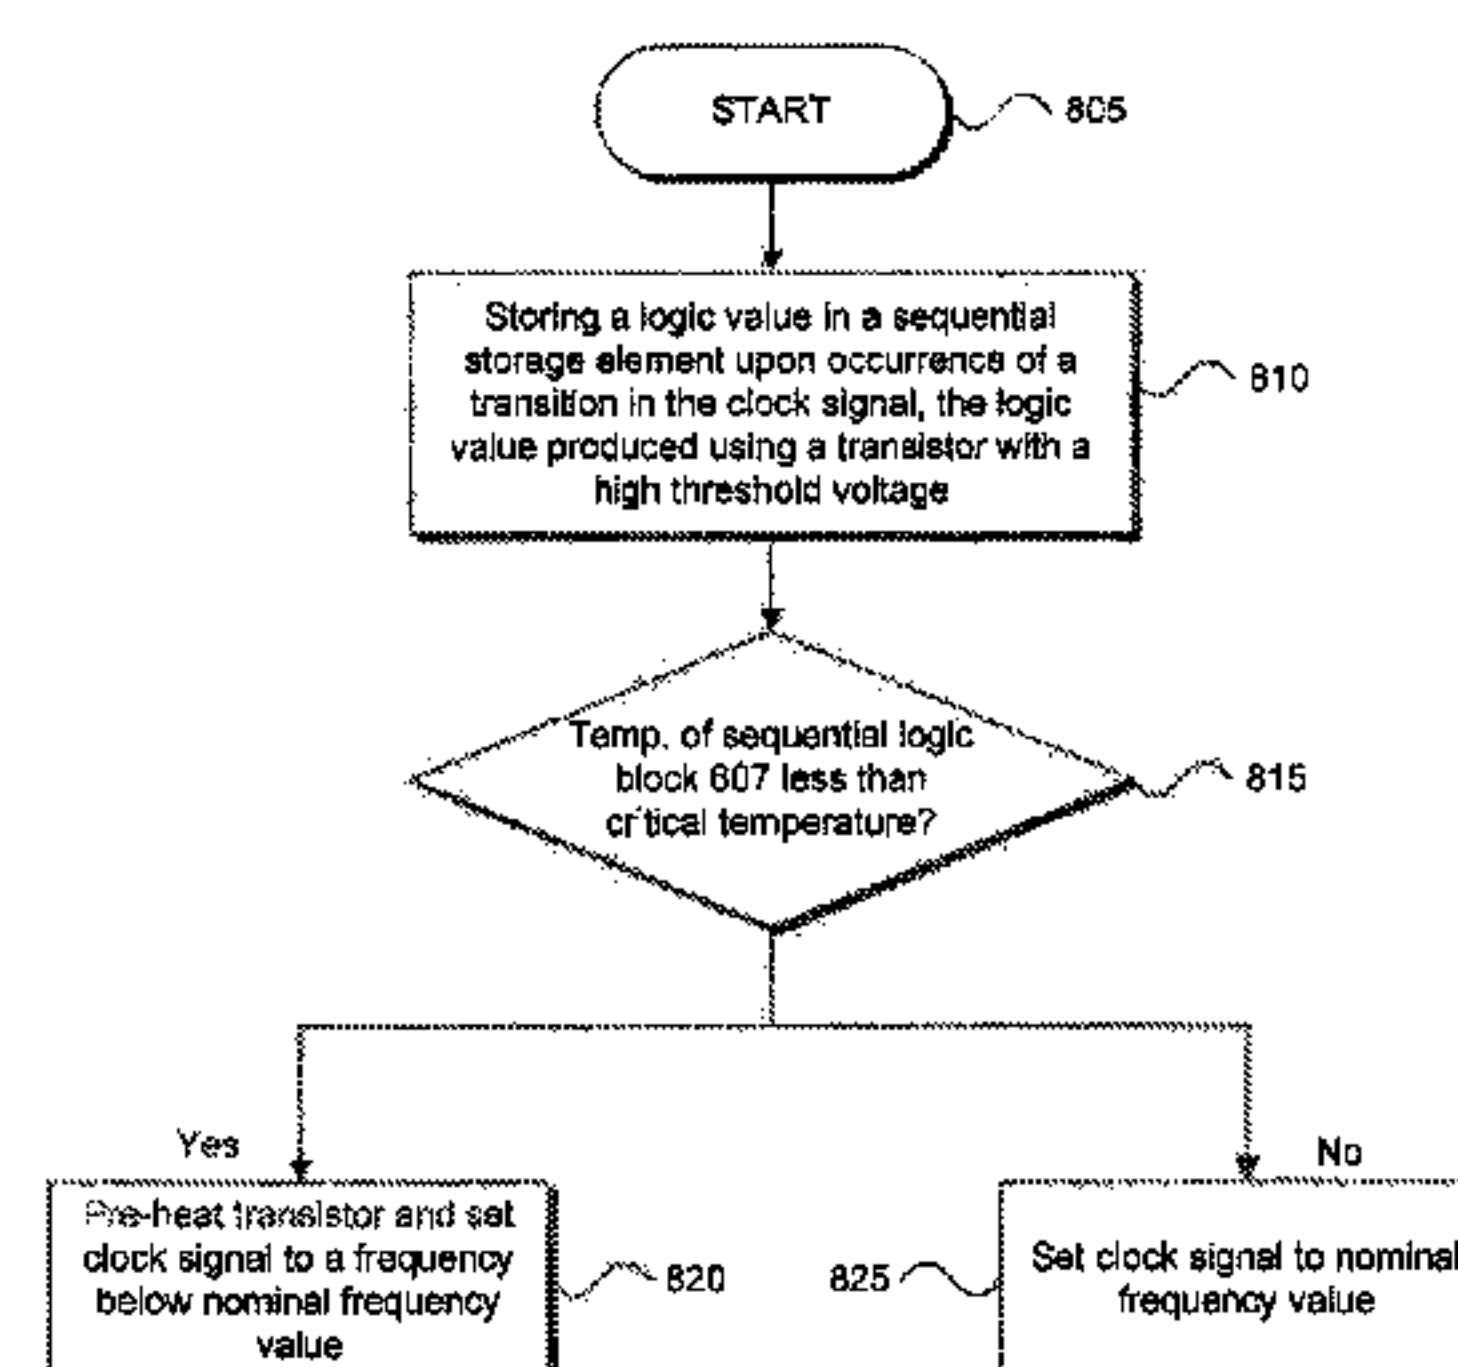 START
805
Storing a logic value in a sequential
storage element upon occurrence of a
transition in the clock signal, the logic
value produced using a transistor with a
high threshold voltage
810
Temp. of sequential logic
block 607 less than
critical temperature?
815
Yes
No
Pre-heat transistor and set
clock signal to a frequency
below nominal frequency
value
820
825
Set clock signal to nominal
frequency value